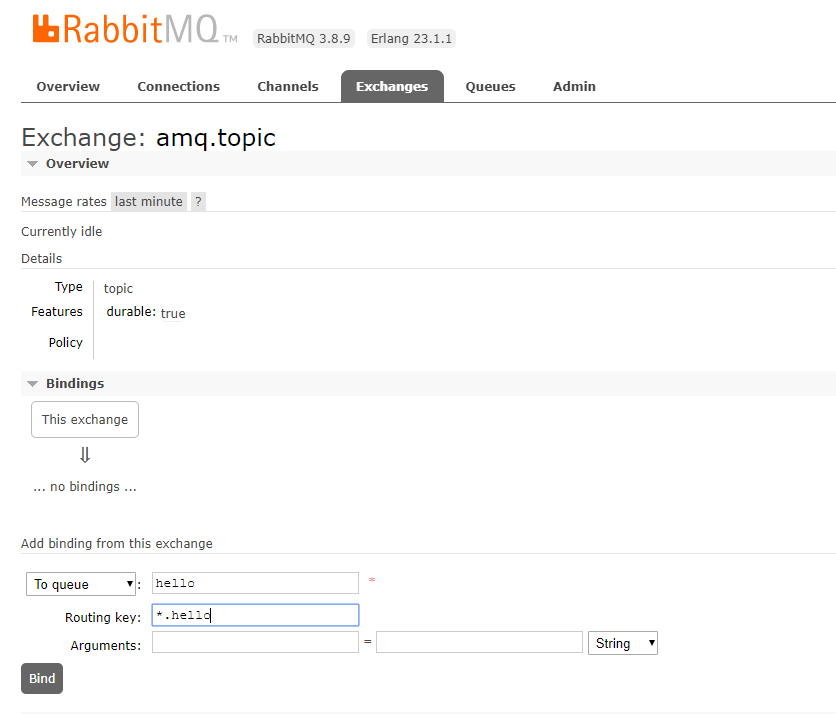 RabbitMQ TM RabbitMQ 3.8.9 Erlang 23.1.1
Overview Connections Channels Exchanges Queues Admin
Exchange: amq.topic
Overview
Message rates last minute ?
Currently idle
Details
Type topic
Features durable: true
Policy
Bindings
This exchange
⇓
... no bindings ...
Add binding from this exchange
To queue : hello *
Routing key: *.hello
Arguments: = String
Bind